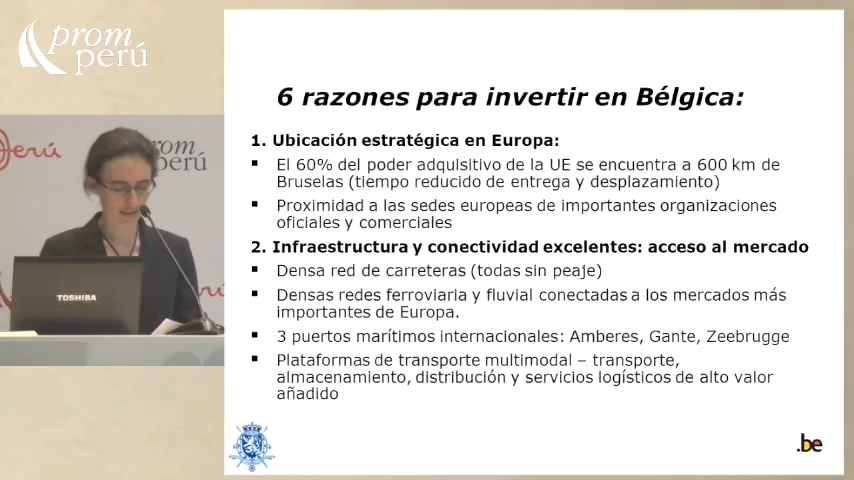 prom
perú
Perú
prom
perú
TOSHIBA
6 razones para invertir en Bélgica:
1. Ubicación estratégica en Europa:
▪ El 60% del poder adquisitivo de la UE se encuentra a 600 km de
Bruselas (tiempo reducido de entrega y desplazamiento)
▪ Proximidad a las sedes europeas de importantes organizaciones
oficiales y comerciales
2. Infraestructura y conectividad excelentes: acceso al mercado
▪ Densa red de carreteras (todas sin peaje)
▪ Densas redes ferroviaria y fluvial conectadas a los mercados más
importantes de Europa.
▪ 3 puertos marítimos internacionales: Amberes, Gante, Zeebrugge
▪ Plataformas de transporte multimodal – transporte,
almacenamiento, distribución y servicios logísticos de alto valor
añadido
.be